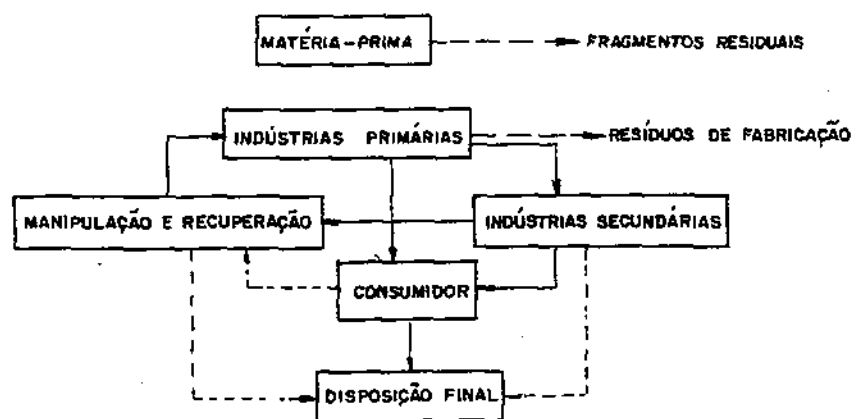 MATÉRIA-PRIMA
FRAGMENTOS RESIDUAIS
INDÚSTRIAS PRIMÁRIAS
RESÍDUOS DE FABRICAÇÃO
MANIPULAÇÃO E RECUPERAÇÃO
INDÚSTRIAS SECUNDÁRIAS
CONSUMIDOR
DISPOSIÇÃO FINAL